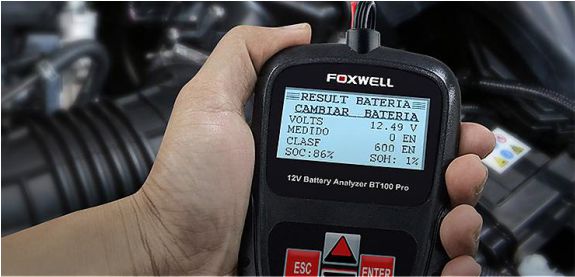 FOXWELL
RESULT BATERIA
CAMBIAR BATERIA
VOLTS 12.49 V
MEDIDO 0 EN
CLASF 600 EN
SOC:86% SOH: 1%
12V Battery Analyzer BT100 Pro
ESC ENTER